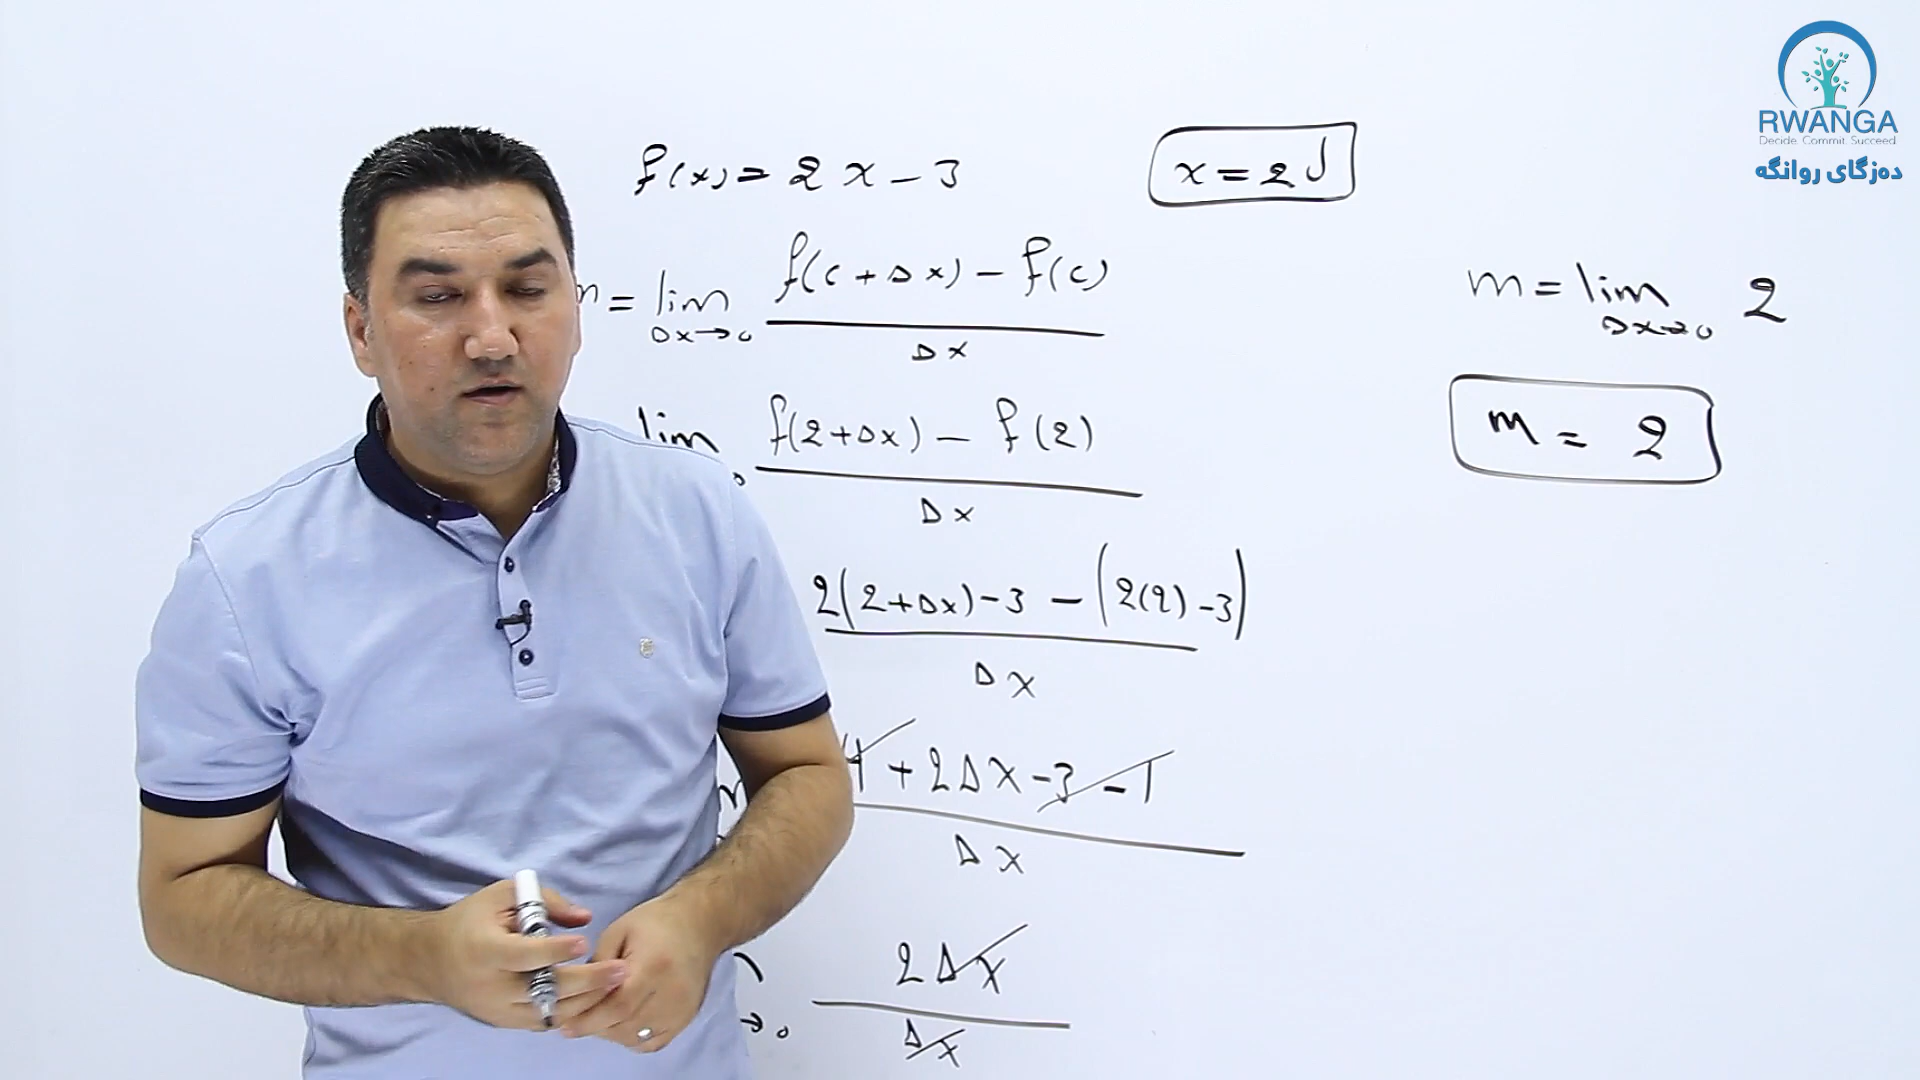 f(x) = 2x - 3
x = 2
= lim Δx→0 (f(c + Δx) - f(c)) / Δx
lim (f(2+Δx) - f(2)) / Δx
(2(2+Δx) - 3 - (2(2) - 3)) / Δx
(4 + 2Δx - 3 - 1) / Δx
→0 2Δx / Δx
m = lim Δx→0 2
m = 2
RWANGA
Decide Commit Succeed
دەزگای روانگە